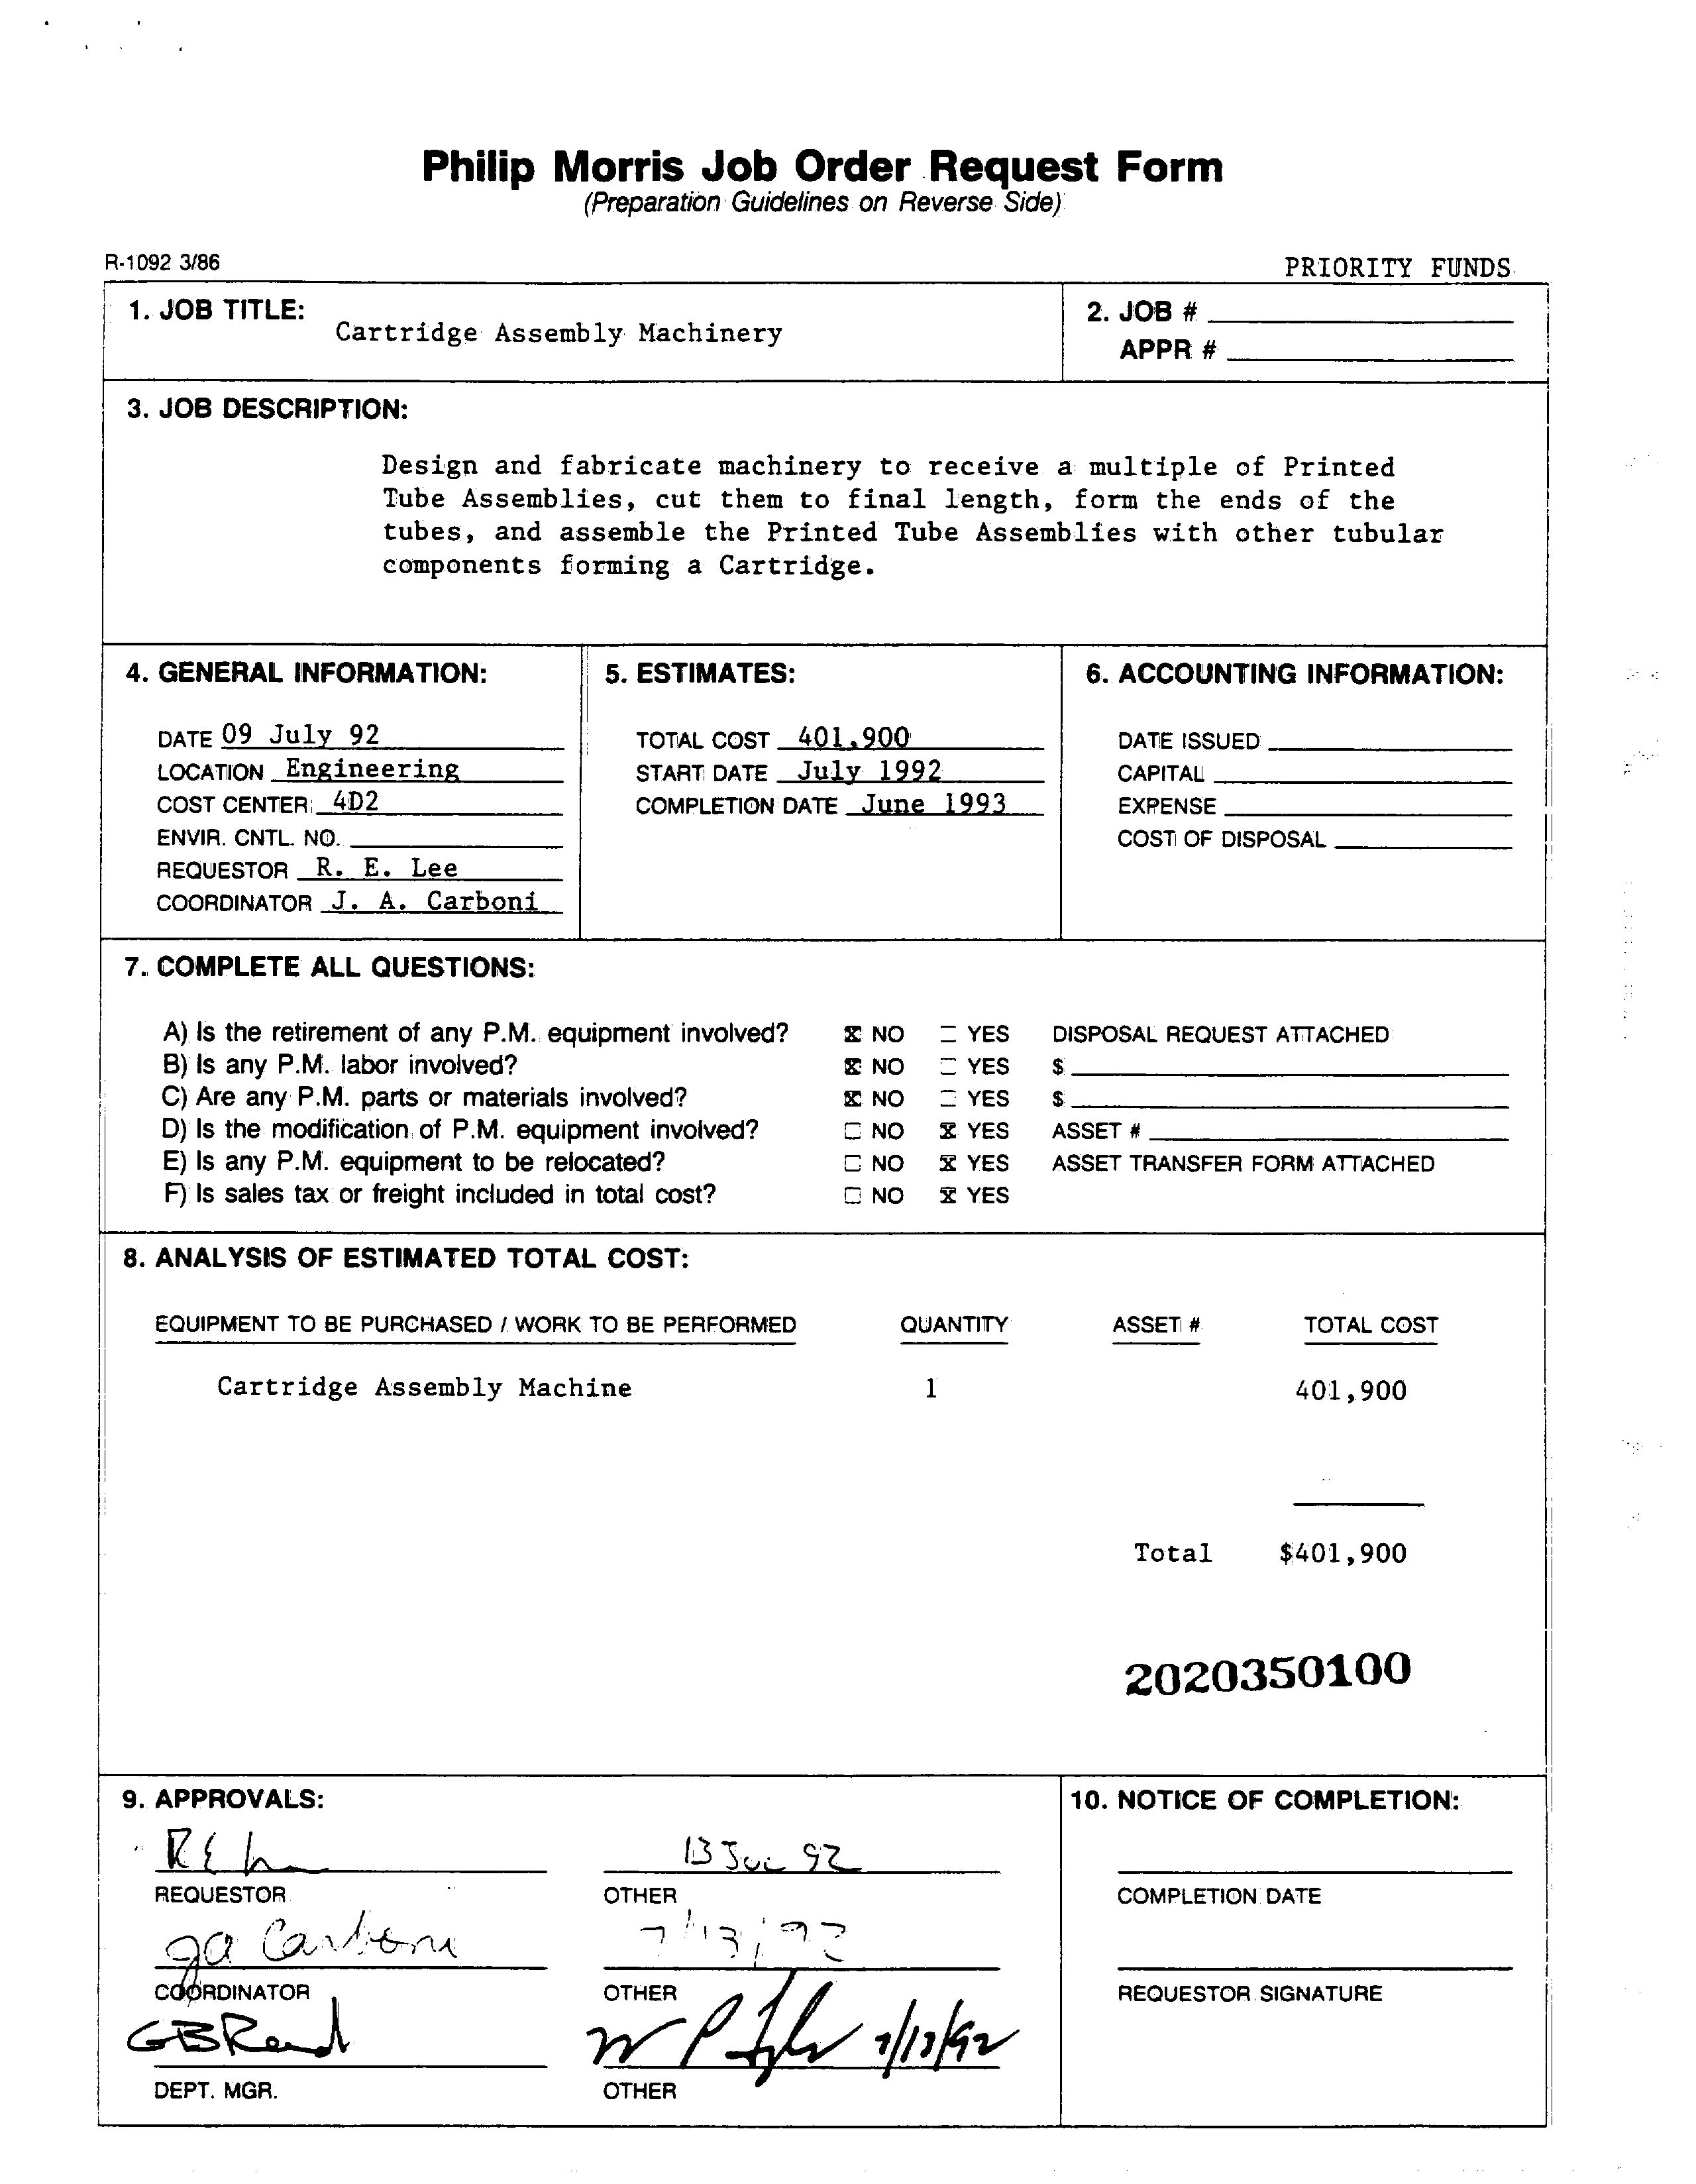 Philip Morris Job Order Request Form
(Preparation Guidelines on Reverse Side)
R-1092 3/86
PRIORITY FUNDS
1. JOB TITLE:
Cartridge Assembly Machinery
2. JOB #
APPR #
3. JOB DESCRIPTION:
Design and fabricate machinery to receive a multiple of Printed
Tube Assemblies, cut them to final length, form the ends of the
tubes, and assemble the Printed Tube Assemblies with other tubular
components forming a Cartridge.
4. GENERAL INFORMATION:
DATE 09 July 92
LOCATION Engineering
COST CENTER 4D2
ENVIR. CNTL. NO.
REQUESTOR R. E. Lee
COORDINATOR J. A. Carboni
5. ESTIMATES:
TOTAL COST 401,900
START DATE July 1992
COMPLETION DATE June 1993
6. ACCOUNTING INFORMATION:
DATE ISSUED
CAPITAL
EXPENSE
COST OF DISPOSAL
7. COMPLETE ALL QUESTIONS:
A) Is the retirement of any P.M. equipment involved? ☒ NO ☐ YES DISPOSAL REQUEST ATTACHED
B) Is any P.M. labor involved? ☒ NO ☐ YES $
C) Are any P.M. parts or materials involved? ☒ NO ☐ YES $
D) Is the modification of P.M. equipment involved? ☐ NO ☒ YES ASSET #
E) Is any P.M. equipment to be relocated? ☐ NO ☒ YES ASSET TRANSFER FORM ATTACHED
F) Is sales tax or freight included in total cost? ☐ NO ☒ YES
8. ANALYSIS OF ESTIMATED TOTAL COST:
EQUIPMENT TO BE PURCHASED / WORK TO BE PERFORMED QUANTITY ASSET # TOTAL COST
Cartridge Assembly Machine 1 401,900
Total $401,900
2020350100
9. APPROVALS:
13 Jul 92
REQUESTOR OTHER
ga Carboni 7/13/92
COORDINATOR OTHER
GBRead 7/13/92
DEPT. MGR. OTHER
10. NOTICE OF COMPLETION:
COMPLETION DATE
REQUESTOR SIGNATURE